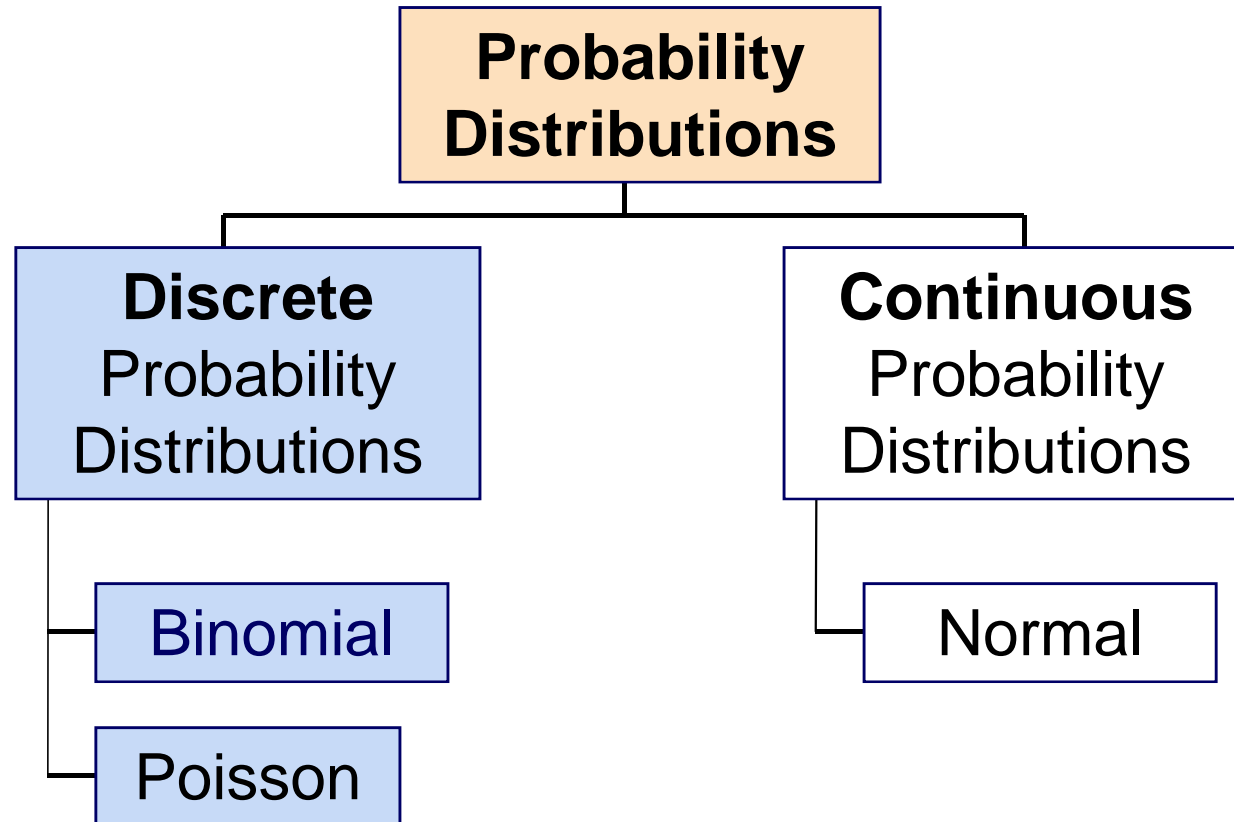 Probability
Distributions
Discrete
Probability
Distributions
Binomial
Poisson
Continuous
Probability
Distributions
Normal